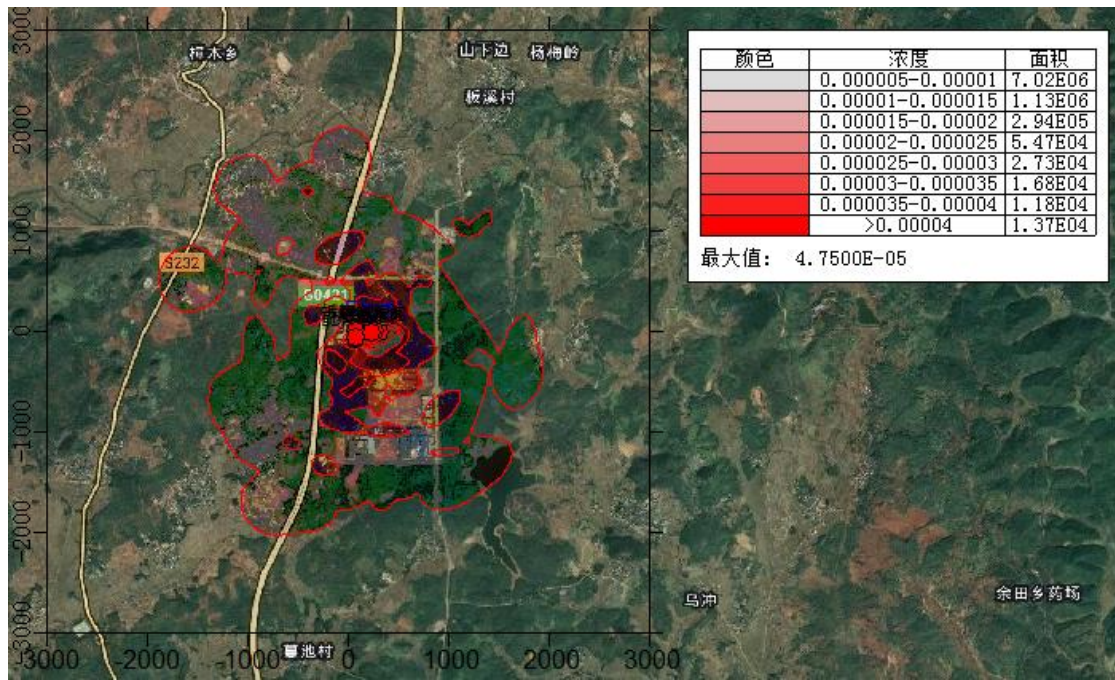 樟木乡
山下边 杨梅岭
板溪村
S232
G0421
乌冲
余田乡药场
颜色 浓度 面积
0.000005-0.00001 7.02E06
0.00001-0.000015 1.13E06
0.000015-0.00002 2.94E05
0.00002-0.000025 5.47E04
0.000025-0.00003 2.73E04
0.00003-0.000035 1.68E04
0.000035-0.00004 1.18E04
>0.00004 1.37E04
最大值: 4.7500E-05
3000
2000
1000
0
-1000
-2000
-3000
-3000 -2000 -1000 0 1000 2000 3000